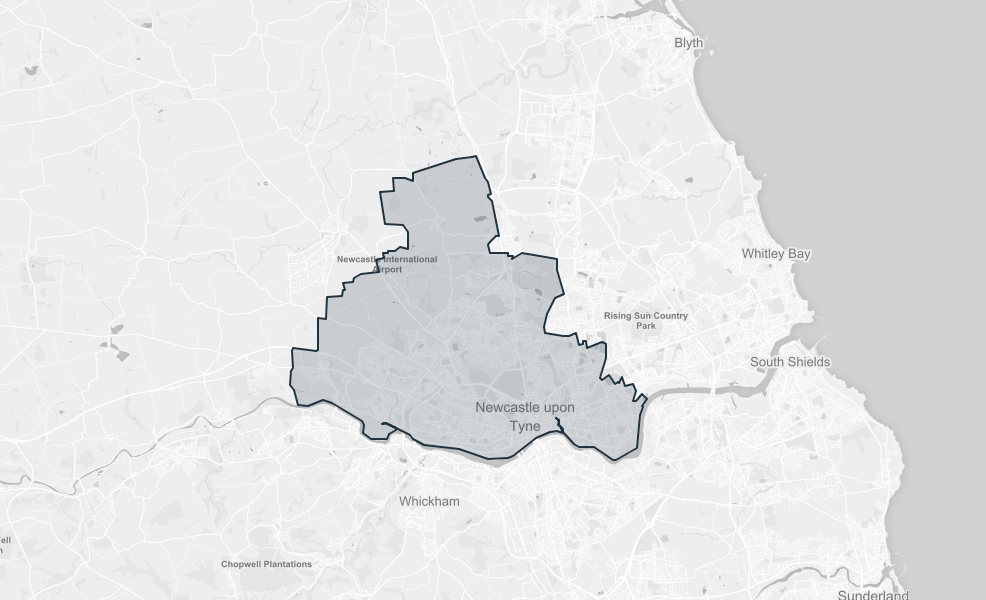 Blyth
Whitley Bay
Newcastle International
Airport
Rising Sun Country
Park
South Shields
Newcastle upon
Tyne
Whickham
ell
Chopwell Plantations
Sunderland